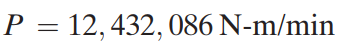 P = 12, 432, 086 N-m/min